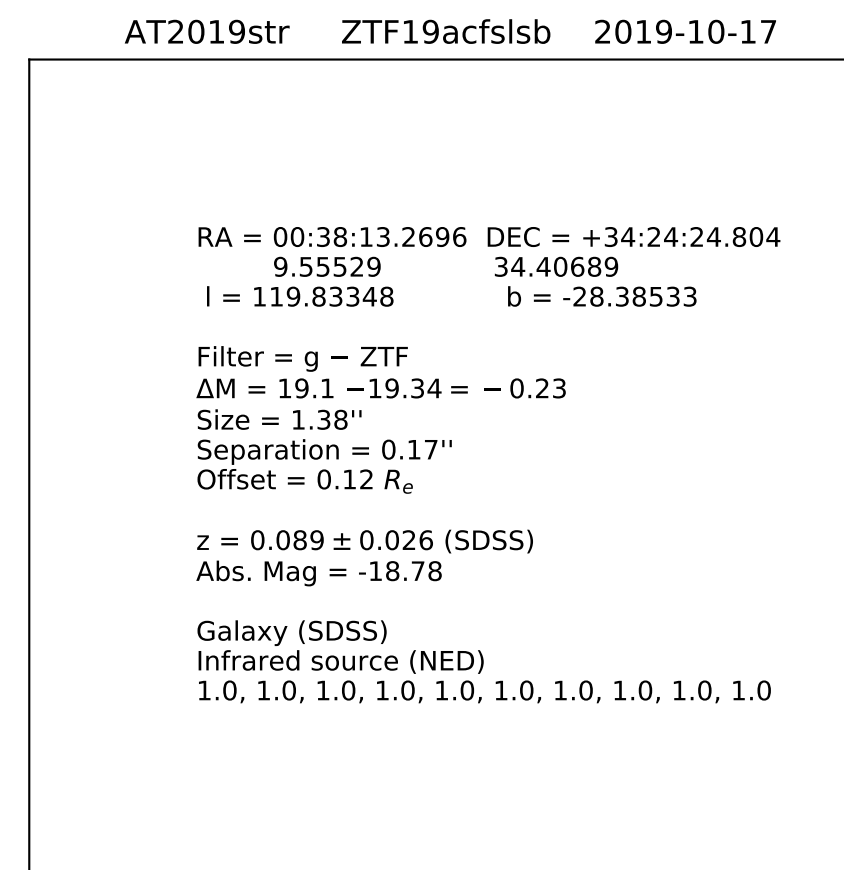 AT2019str ZTF19acfslsb 2019-10-17
RA = 00:38:13.2696 DEC = +34:24:24.804
9.55529 34.40689
l = 119.83348 b = -28.38533
Filter = g − ZTF
ΔM = 19.1 −19.34 = − 0.23
Size = 1.38''
Separation = 0.17''
Offset = 0.12 Rₑ
z = 0.089 ± 0.026 (SDSS)
Abs. Mag = -18.78
Galaxy (SDSS)
Infrared source (NED)
1.0, 1.0, 1.0, 1.0, 1.0, 1.0, 1.0, 1.0, 1.0, 1.0